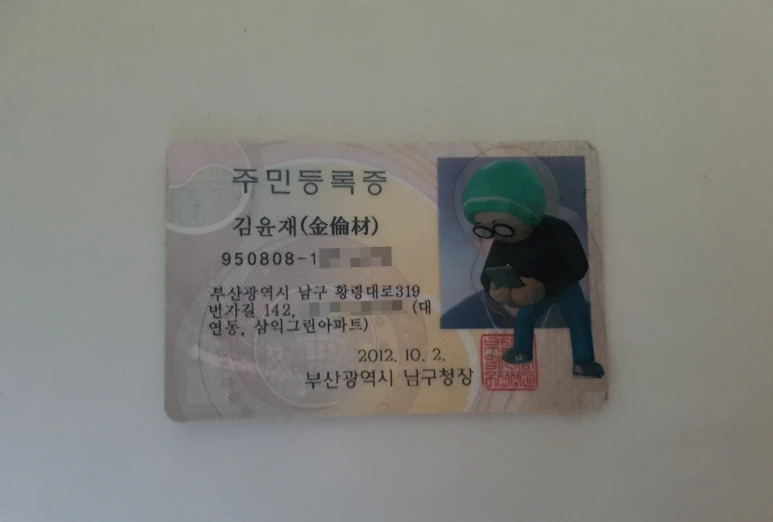 주민등록증
김윤재(金倫材)
950808-1
부산광역시 남구 황령대로319
번가길 142, (대
연동, 삼익그린아파트)
2012. 10. 2.
부산광역시 남구청장